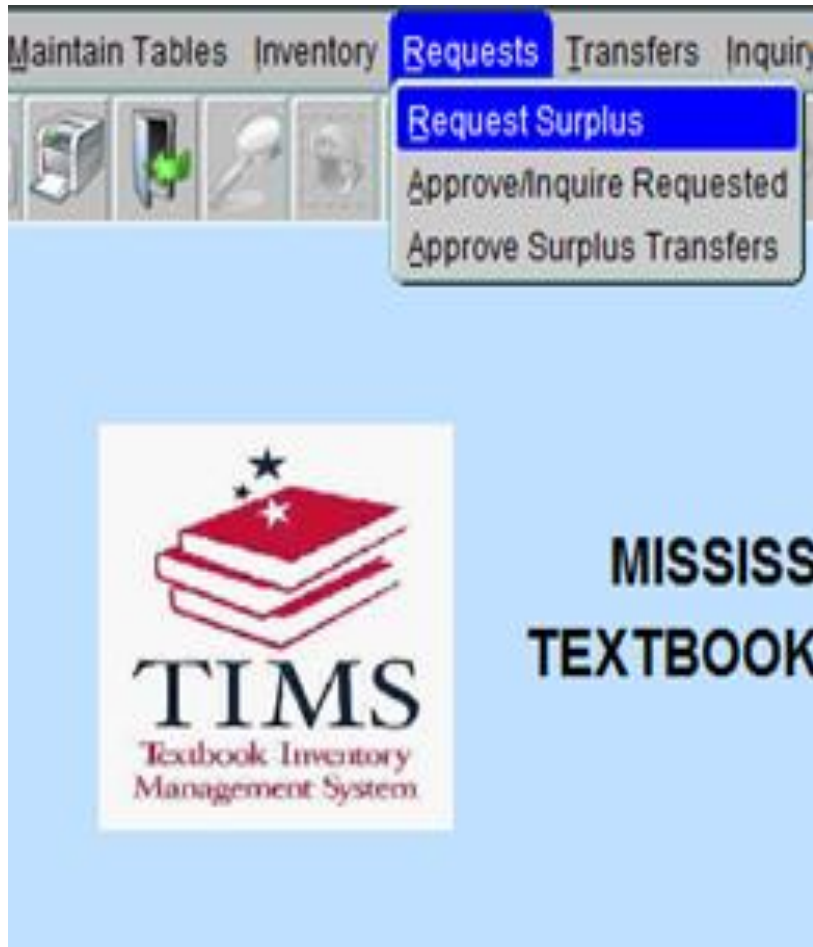 Maintain Tables Inventory Requests Transfers Inquiry
Request Surplus
Approve/Inquire Requested
Approve Surplus Transfers
MISSISS
TEXTBOOK
TIMS
Textbook Inventory
Management System